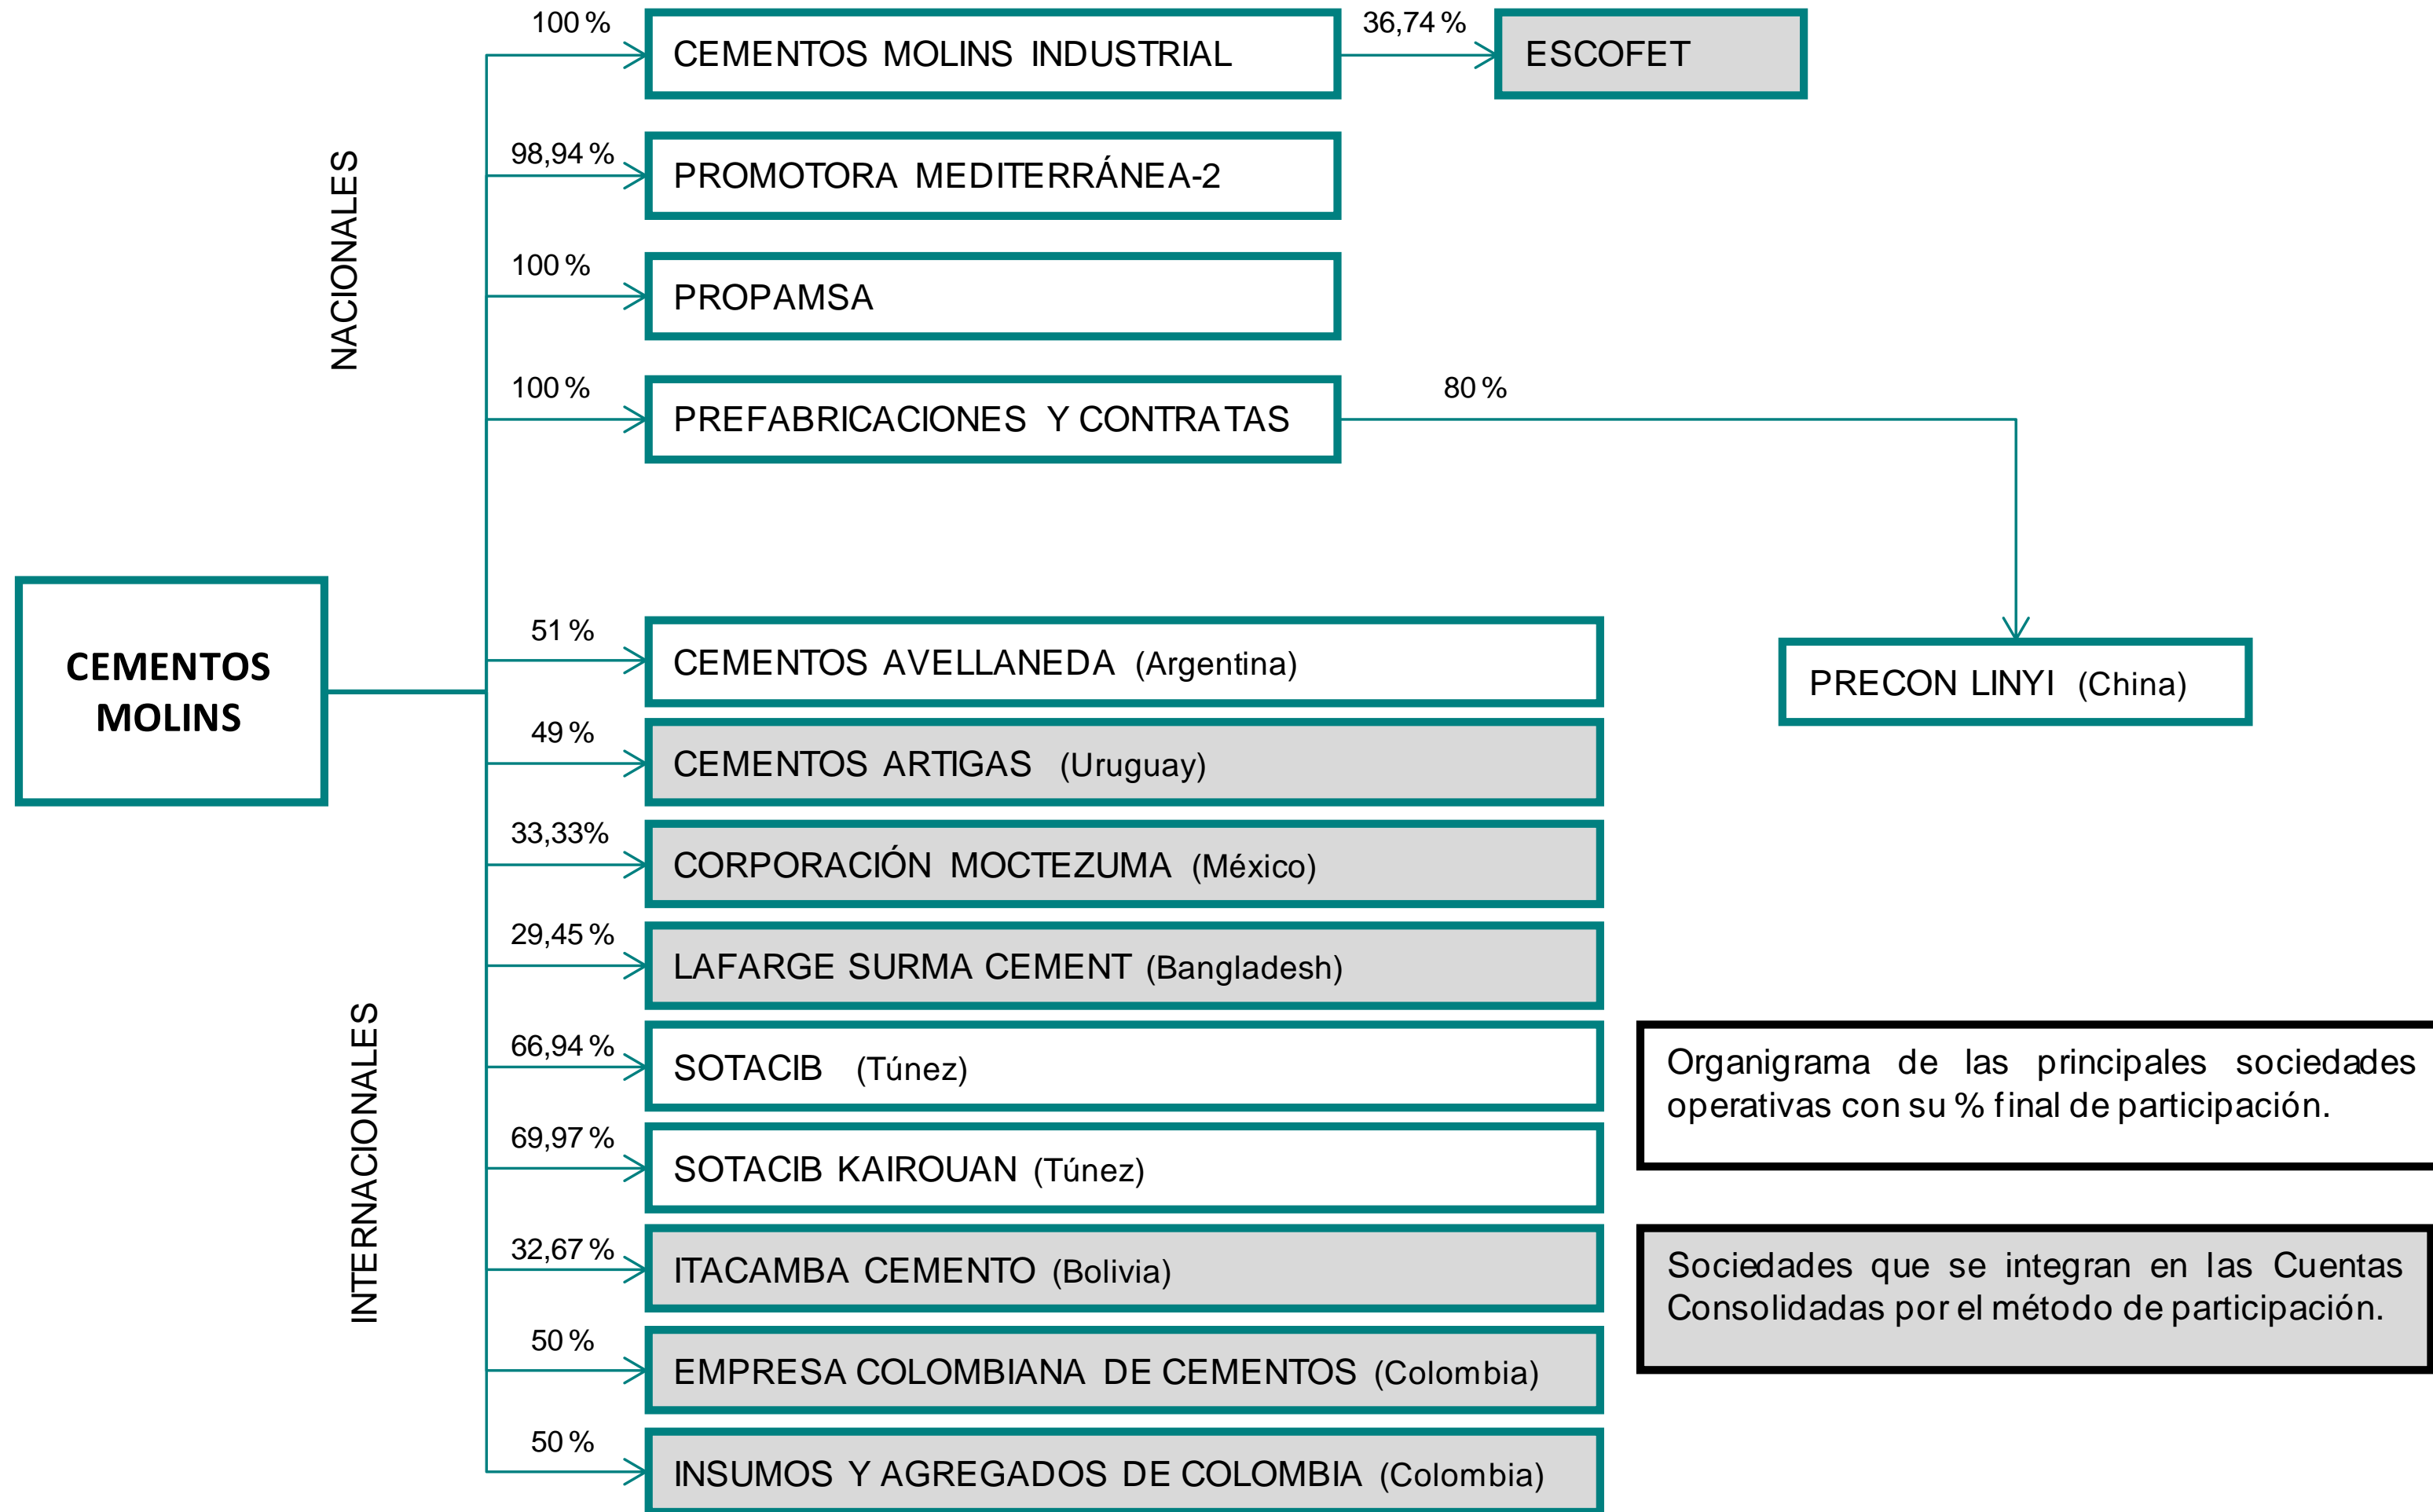 100 %
CEMENTOS MOLINS INDUSTRIAL
36,74 %
ESCOFET
NACIONALES
98,94 %
PROMOTORA MEDITERRÁNEA-2
100 %
PROPAMSA
100 %
PREFABRICACIONES Y CONTRATAS
80 %
CEMENTOS
MOLINS
51 %
CEMENTOS AVELLANEDA (Argentina)
PRECON LINYI (China)
49 %
CEMENTOS ARTIGAS (Uruguay)
33,33%
CORPORACIÓN MOCTEZUMA (México)
29,45 %
LAFARGE SURMA CEMENT (Bangladesh)
INTERNACIONALES
66,94 %
SOTACIB (Túnez)
69,97 %
SOTACIB KAIROUAN (Túnez)
32,67 %
ITACAMBA CEMENTO (Bolivia)
50 %
EMPRESA COLOMBIANA DE CEMENTOS (Colombia)
50 %
INSUMOS Y AGREGADOS DE COLOMBIA (Colombia)
Organigrama de las principales sociedades
operativas con su % final de participación.
Sociedades que se integran en las Cuentas
Consolidadas por el método de participación.